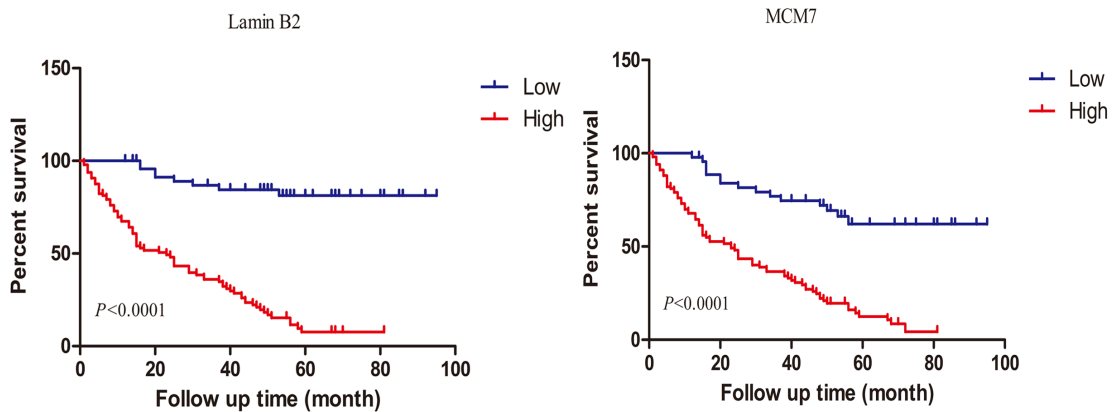 Lamin B2
150
100
50
0
Percent survival
Low
High
P<0.0001
0 20 40 60 80 100
Follow up time (month)
MCM7
150
100
50
0
Percent survival
Low
High
P<0.0001
0 20 40 60 80 100
Follow up time (month)